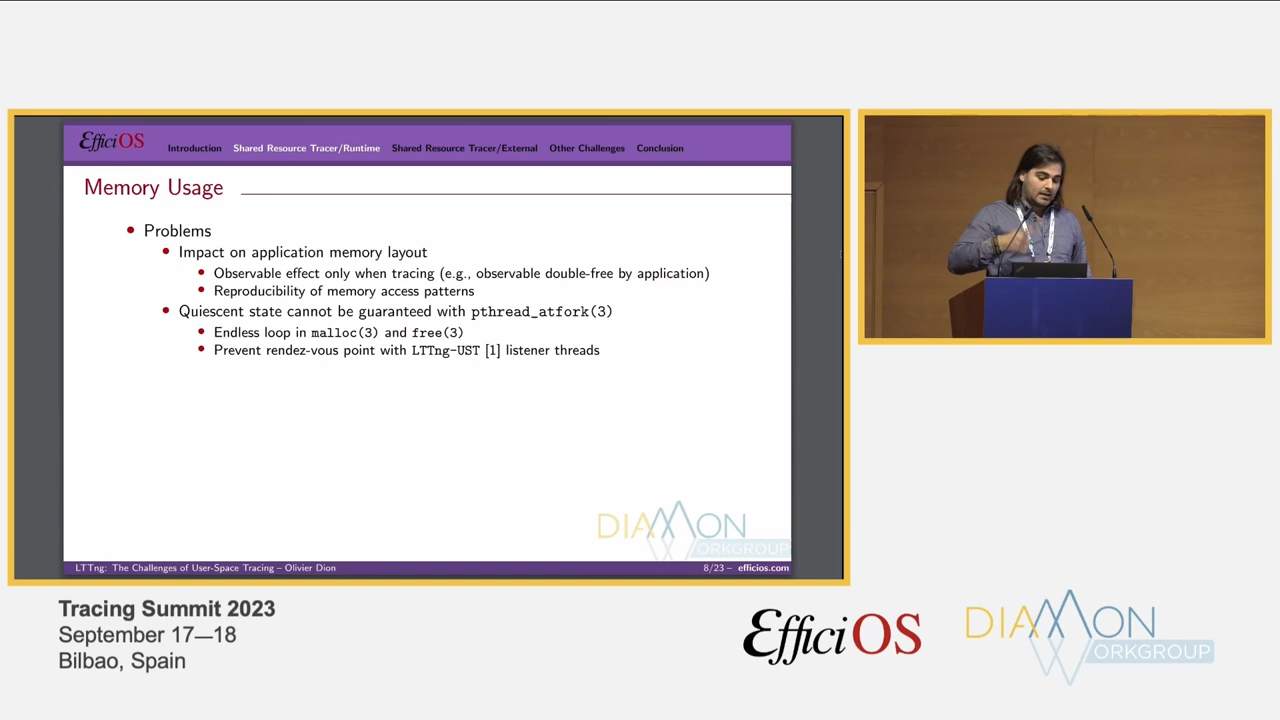 EfficiOS
Introduction Shared Resource Tracer/Runtime Shared Resource Tracer/External Other Challenges Conclusion
Memory Usage
Problems
Impact on application memory layout
Observable effect only when tracing (e.g., observable double-free by application)
Reproducibility of memory access patterns
Quiescent state cannot be guaranteed with pthread_atfork(3)
Endless loop in malloc(3) and free(3)
Prevent rendez-vous point with LTTng-UST [1] listener threads
DIAMON
WORKGROUP
LTTng: The Challenges of User-Space Tracing – Olivier Dion 8/23 – efficios.com
Tracing Summit 2023
September 17—18
Bilbao, Spain
EfficiOS
DIAMON
WORKGROUP